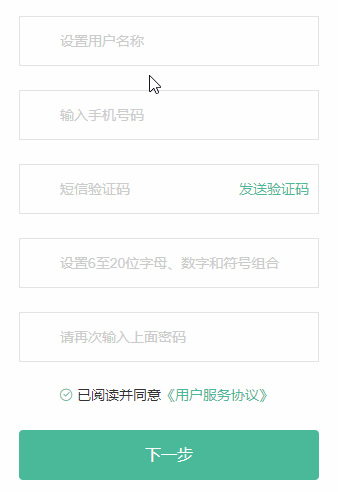 设置用户名称
输入手机号码
短信验证码 发送验证码
设置6至20位字母、数字和符号组合
请再次输入上面密码
已阅读并同意《用户服务协议》
下一步